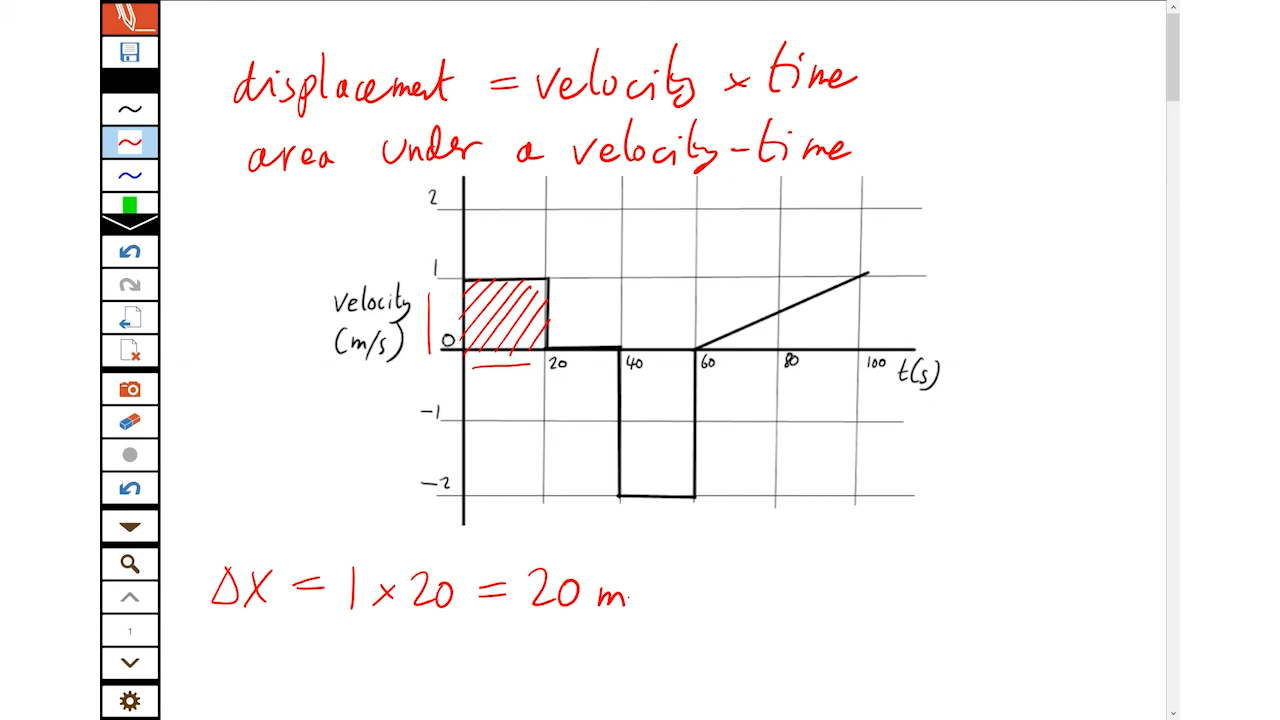 displacement = velocity × time
area under a velocity-time
2
1
velocity
(m/s)
0
20
40
60
80
100
t(s)
-1
-2
ΔX = 1 × 20 = 20 m
1